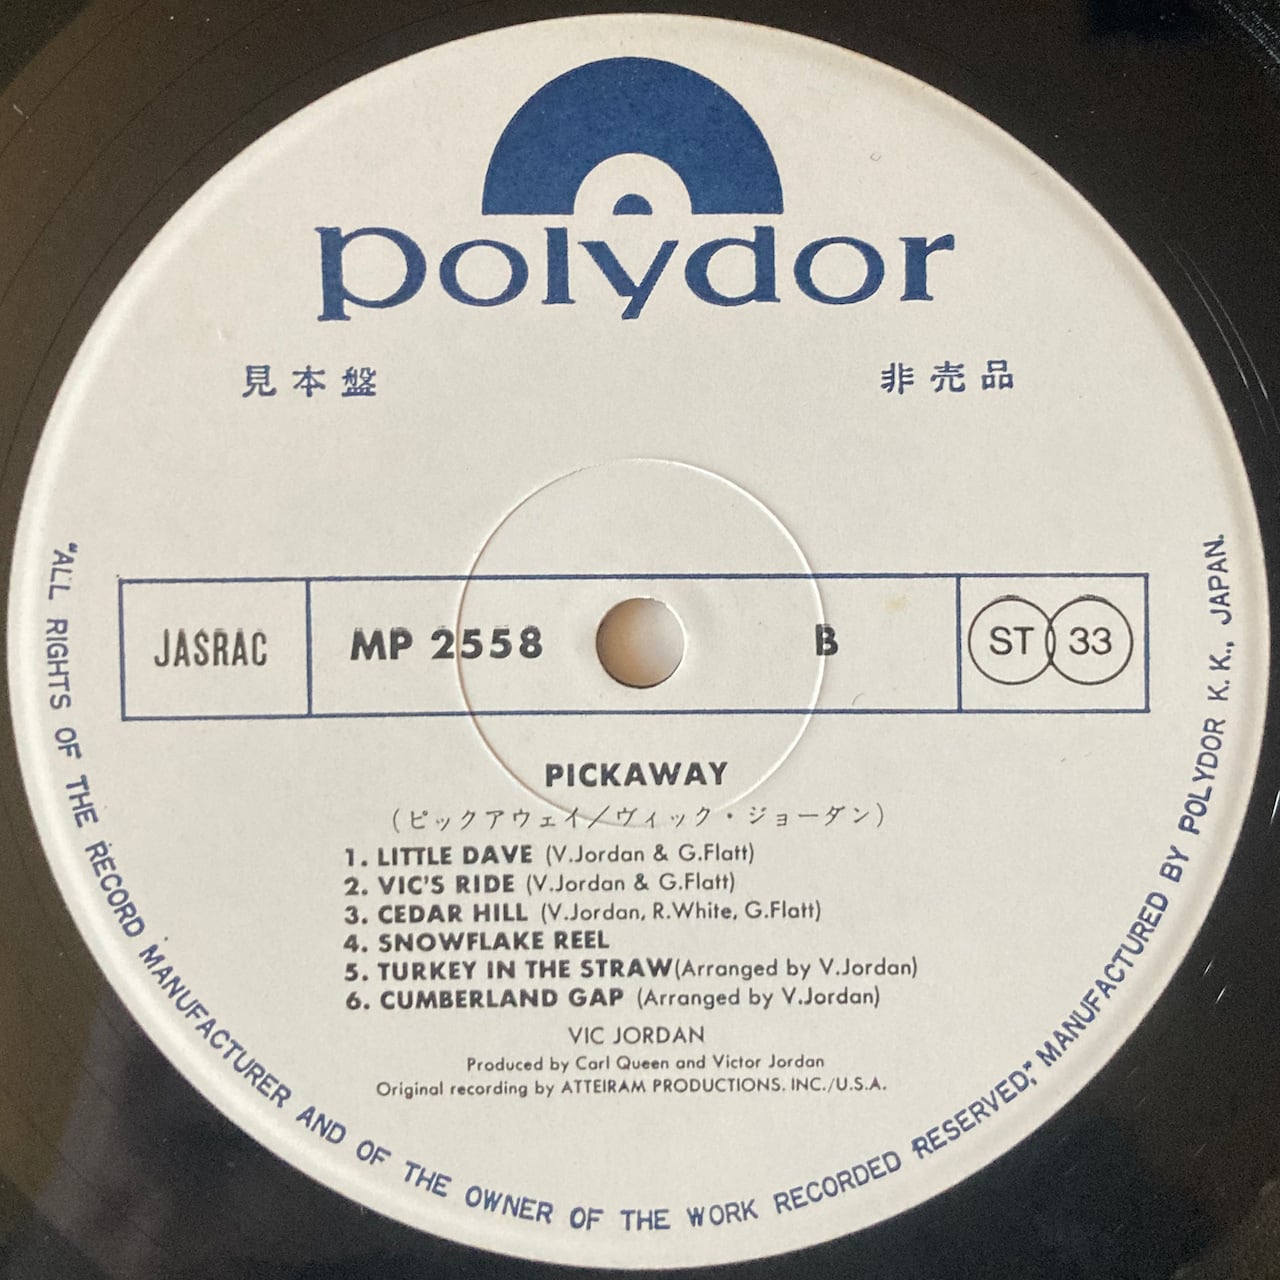 polydor
見本盤 非売品
JASRAC MP 2558 B ST 33
PICKAWAY
(ピックアウェイ/ヴィック・ジョーダン)
1. LITTLE DAVE (V.Jordan & G.Flatt)
2. VIC'S RIDE (V.Jordan & G.Flatt)
3. CEDAR HILL (V.Jordan, R.White, G.Flatt)
4. SNOWFLAKE REEL
5. TURKEY IN THE STRAW(Arranged by V.Jordan)
6. CUMBERLAND GAP (Arranged by V.Jordan)
VIC JORDAN
Produced by Carl Queen and Victor Jordan
Original recording by ATTEIRAM PRODUCTIONS. INC./U.S.A.
"ALL RIGHTS OF THE RECORD MANUFACTURER AND OF THE OWNER OF THE WORK RECORDED RESERVED," MANUFACTURED BY POLYDOR K.K., JAPAN.